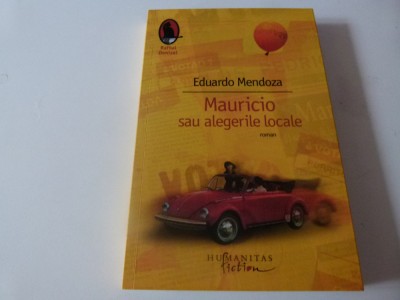 Raftul
Denisei
Eduardo Mendoza
Mauricio
sau alegerile locale
roman
HUMANITAS
fiction